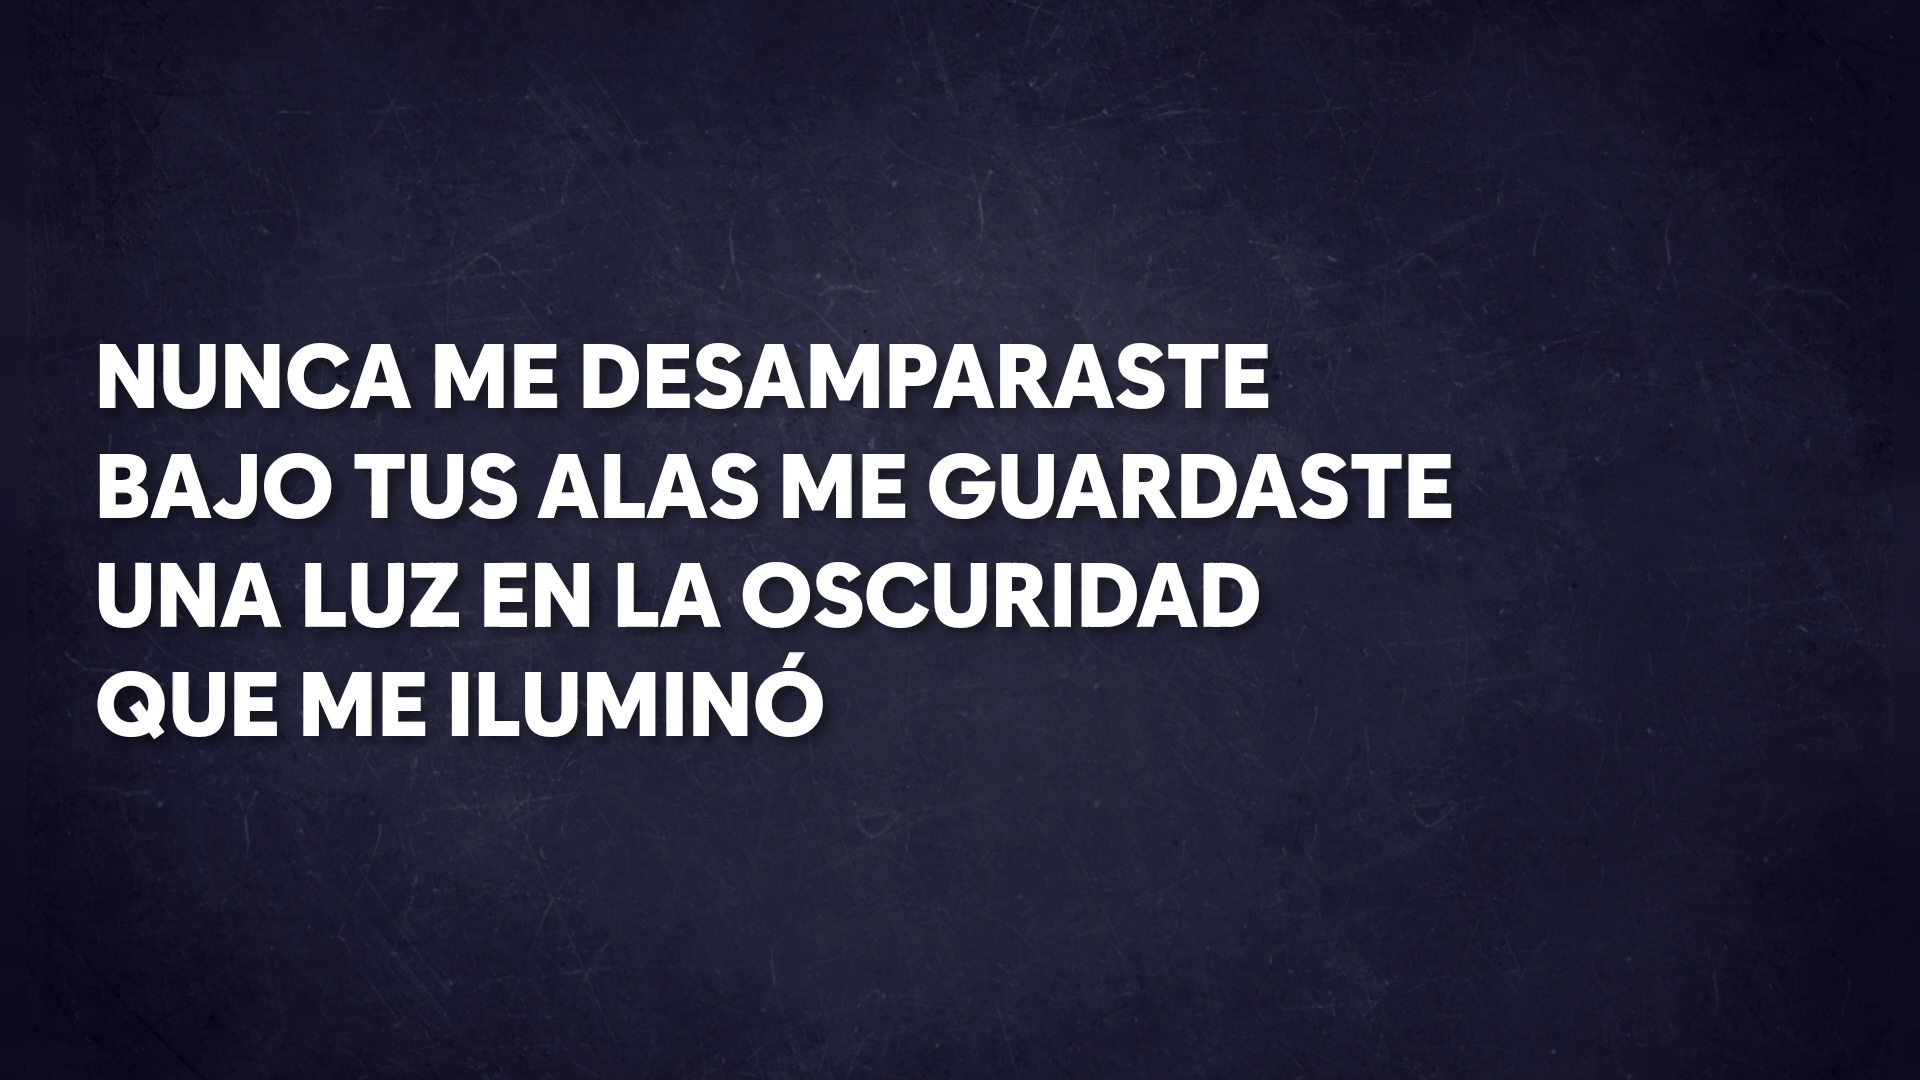 NUNCA ME DESAMPARASTE
BAJO TUS ALAS ME GUARDASTE
UNA LUZ EN LA OSCURIDAD
QUE ME ILUMINÓ